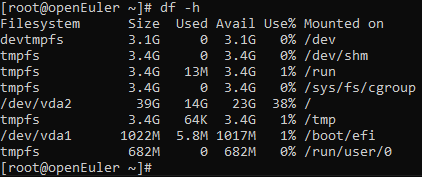 [root@openEuler ~]# df -h
Filesystem      Size  Used Avail Use% Mounted on
devtmpfs        3.1G     0  3.1G   0% /dev
tmpfs           3.4G     0  3.4G   0% /dev/shm
tmpfs           3.4G   13M  3.4G   1% /run
tmpfs           3.4G     0  3.4G   0% /sys/fs/cgroup
/dev/vda2        39G   14G   23G  38% /
tmpfs           3.4G   64K  3.4G   1% /tmp
/dev/vda1      1022M  5.8M 1017M   1% /boot/efi
tmpfs           682M     0  682M   0% /run/user/0
[root@openEuler ~]#